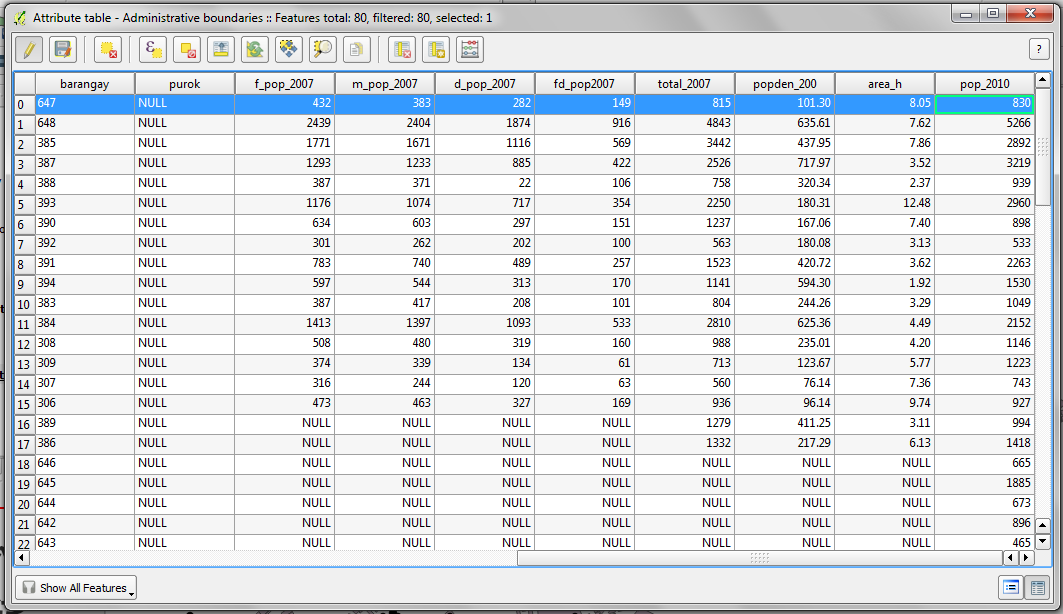 Attribute table - Administrative boundaries :: Features total: 80, filtered: 80, selected: 1
?
barangay purok f_pop_2007 m_pop_2007 d_pop_2007 fd_pop2007 total_2007 popden_200 area_h pop_2010
0 647 NULL 432 383 282 149 815 101.30 8.05 830
1 648 NULL 2439 2404 1874 916 4843 635.61 7.62 5266
2 385 NULL 1771 1671 1116 569 3442 437.95 7.86 2892
3 387 NULL 1293 1233 885 422 2526 717.97 3.52 3219
4 388 NULL 387 371 22 106 758 320.34 2.37 939
5 393 NULL 1176 1074 717 354 2250 180.31 12.48 2960
6 390 NULL 634 603 297 151 1237 167.06 7.40 898
7 392 NULL 301 262 202 100 563 180.08 3.13 533
8 391 NULL 783 740 489 257 1523 420.72 3.62 2263
9 394 NULL 597 544 313 170 1141 594.30 1.92 1530
10 383 NULL 387 417 208 101 804 244.26 3.29 1049
11 384 NULL 1413 1397 1093 533 2810 625.36 4.49 2152
12 308 NULL 508 480 319 160 988 235.01 4.20 1146
13 309 NULL 374 339 134 61 713 123.67 5.77 1223
14 307 NULL 316 244 120 63 560 76.14 7.36 743
15 306 NULL 473 463 327 169 936 96.14 9.74 927
16 389 NULL NULL NULL NULL NULL 1279 411.25 3.11 994
17 386 NULL NULL NULL NULL NULL 1332 217.29 6.13 1418
18 646 NULL NULL NULL NULL NULL NULL NULL NULL 665
19 645 NULL NULL NULL NULL NULL NULL NULL NULL 1885
20 644 NULL NULL NULL NULL NULL NULL NULL NULL 673
21 642 NULL NULL NULL NULL NULL NULL NULL NULL 896
22 643 NULL NULL NULL NULL NULL NULL NULL NULL 465
Show All Features